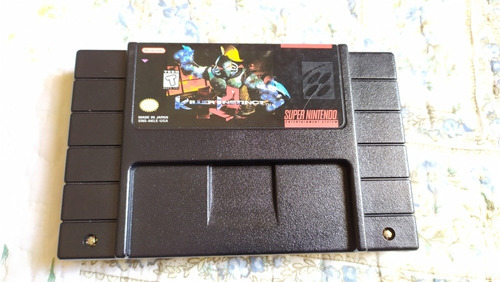 Nintendo
KILLER INSTINCT
MADE IN JAPAN
SNS-AKLE-USA
SUPER NINTENDO
ENTERTAINMENT SYSTEM